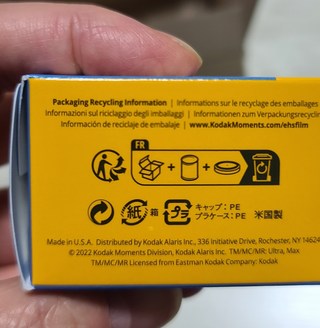 Packaging Recycling Information | Informations sur le recyclage des emballages
Informazioni sul riciclaggio degli imballaggi | Informationen zum Verpackungsrecycling
Información de reciclaje de embalaje | www.KodakMoments.com/ehsfilm
FR
紙 箱 プラ キャップ : PE
プラケース : PE 米国製
Made in U.S.A. Distributed by Kodak Alaris Inc., 336 Initiative Drive, Rochester, NY 14624
© 2022 Kodak Moments Division, Kodak Alaris Inc. TM/MC/MR: Ultra, Max
TM/MC/MR Licensed from Eastman Kodak Company: Kodak